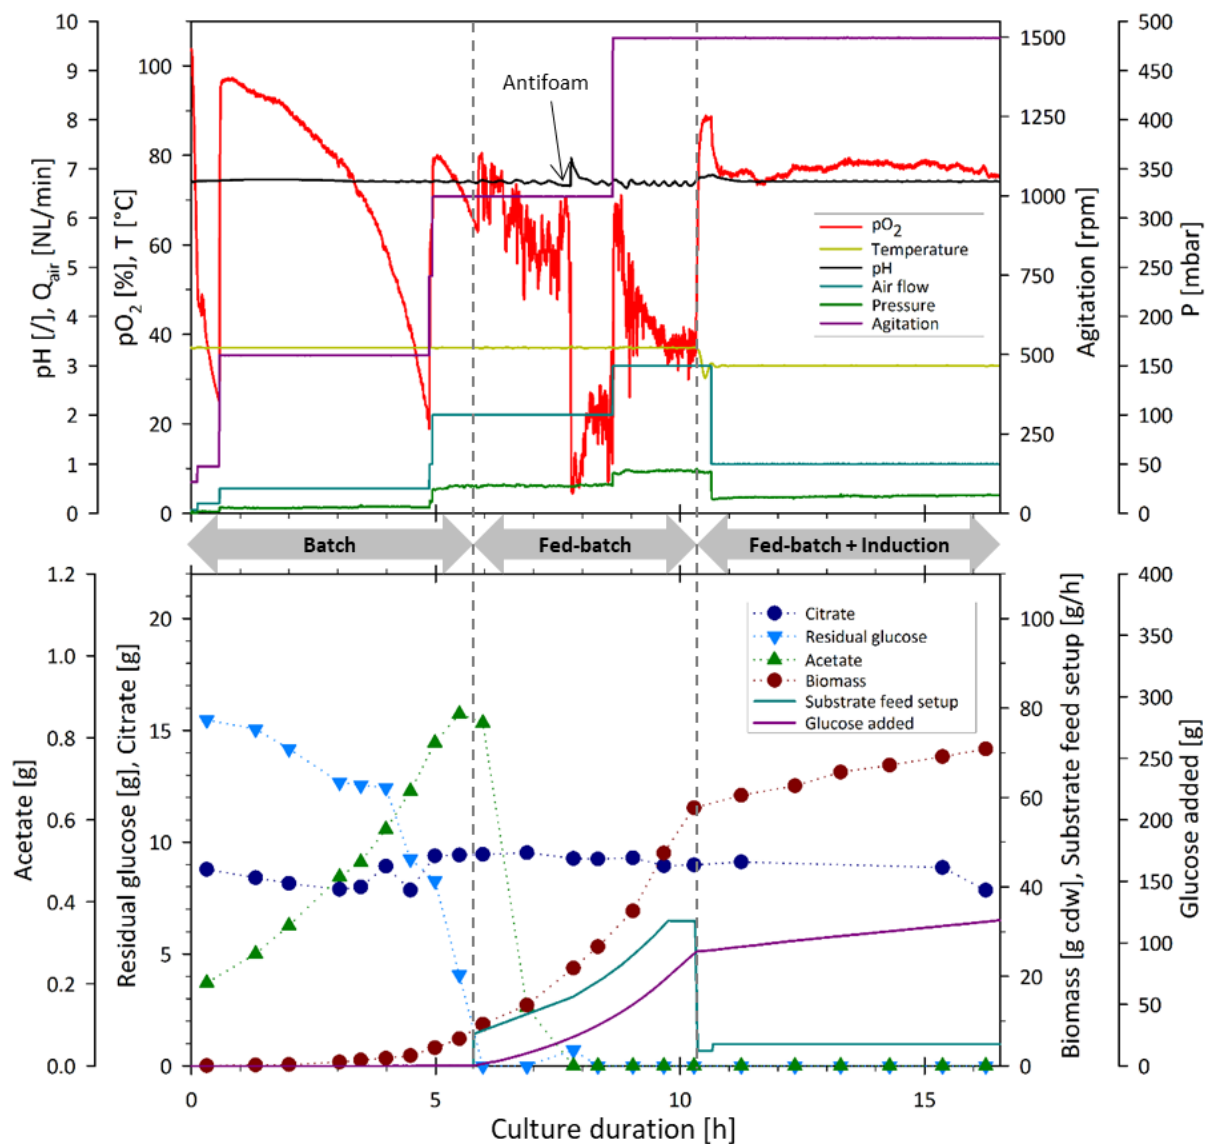 10
9
8
7
6
5
4
3
2
1
0
pH [/], Qair [NL/min]
100
80
60
40
20
0
pO2 [%], T [°C]
Antifoam
pO2
Temperature
pH
Air flow
Pressure
Agitation
1500
1250
1000
750
500
250
0
Agitation [rpm]
500
450
400
350
300
250
200
150
100
50
0
P [mbar]
Batch
Fed-batch
Fed-batch + Induction
1.2
1.0
0.8
0.6
0.4
0.2
0.0
Acetate [g]
20
15
10
5
0
Residual glucose [g], Citrate [g]
Citrate
Residual glucose
Acetate
Biomass
Substrate feed setup
Glucose added
100
80
60
40
20
0
Biomass [g cdw], Substrate feed setup [g/h]
400
350
300
250
200
150
100
50
0
Glucose added [g]
0
5
10
15
Culture duration [h]